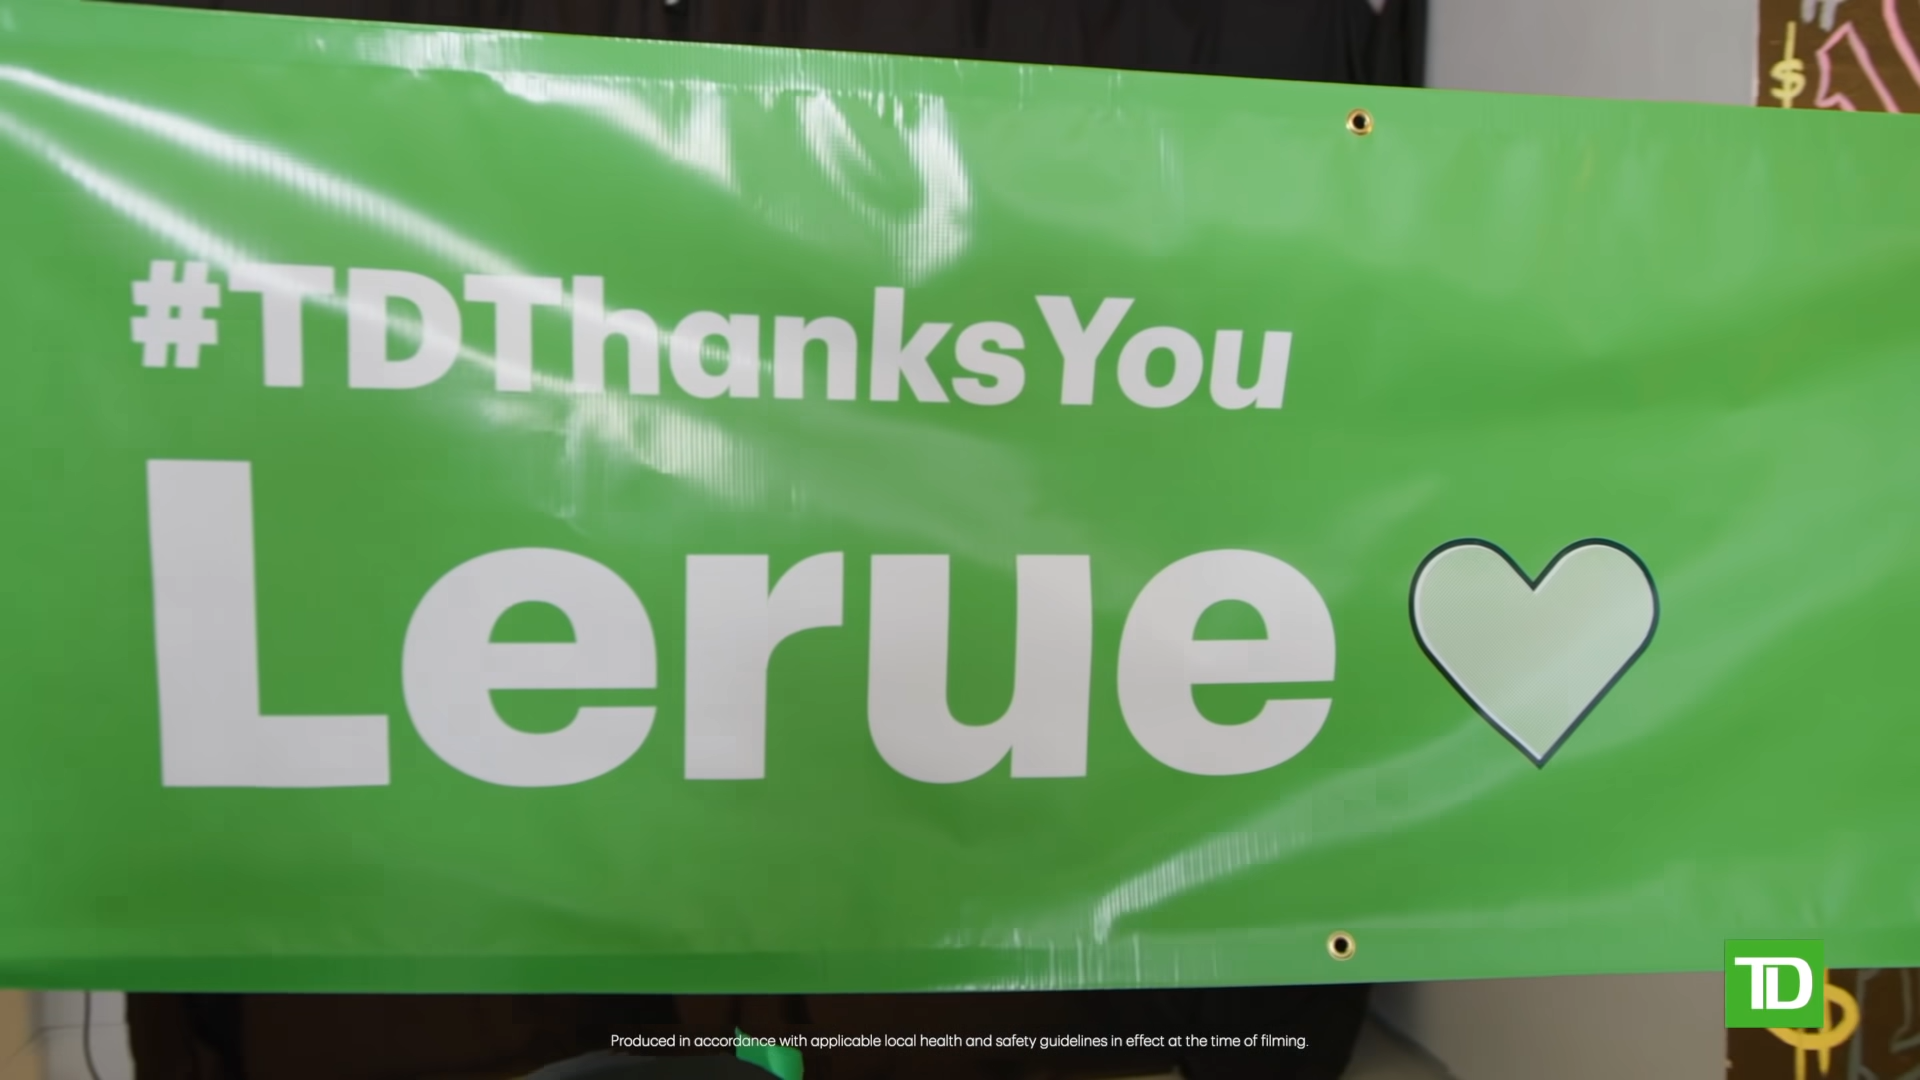 #TDThanksYou
Lerue
TD
Produced in accordance with applicable local health and safety guidelines in effect at the time of filming.
$
$